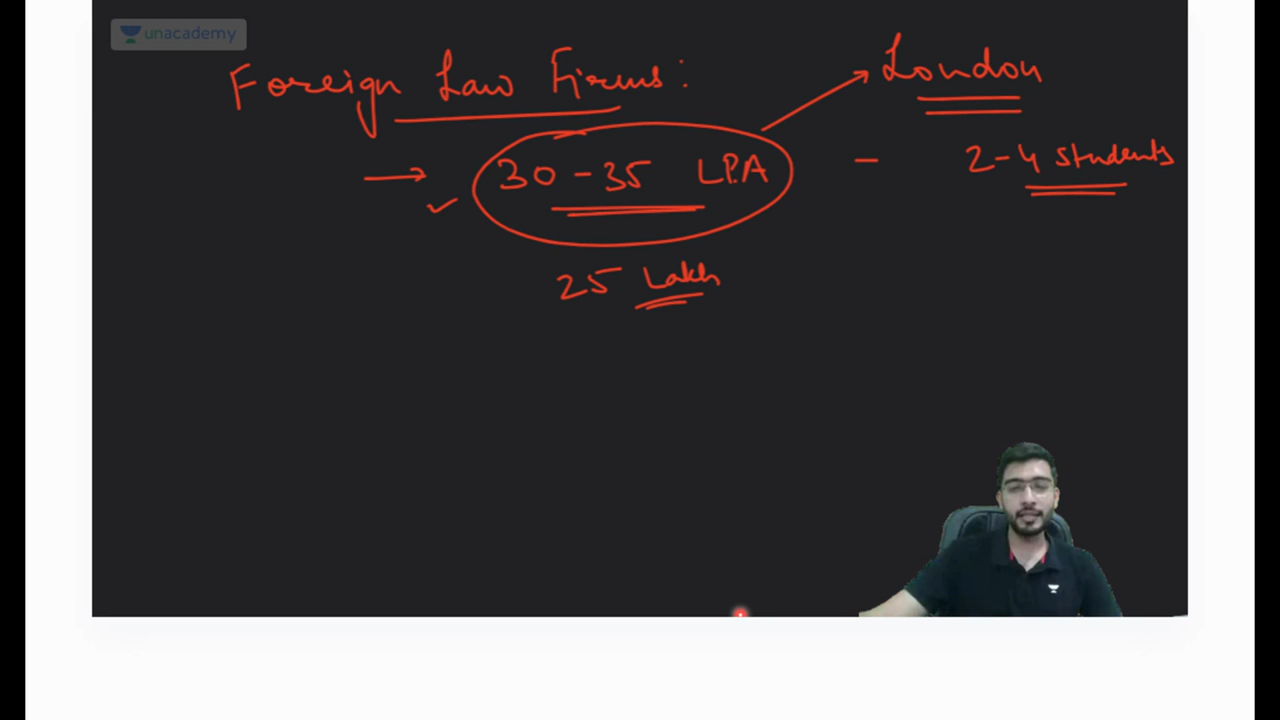 unacademy
Foreign Law Firms:
London
→ 30-35 LPA - 2-4 students
25 Lakh